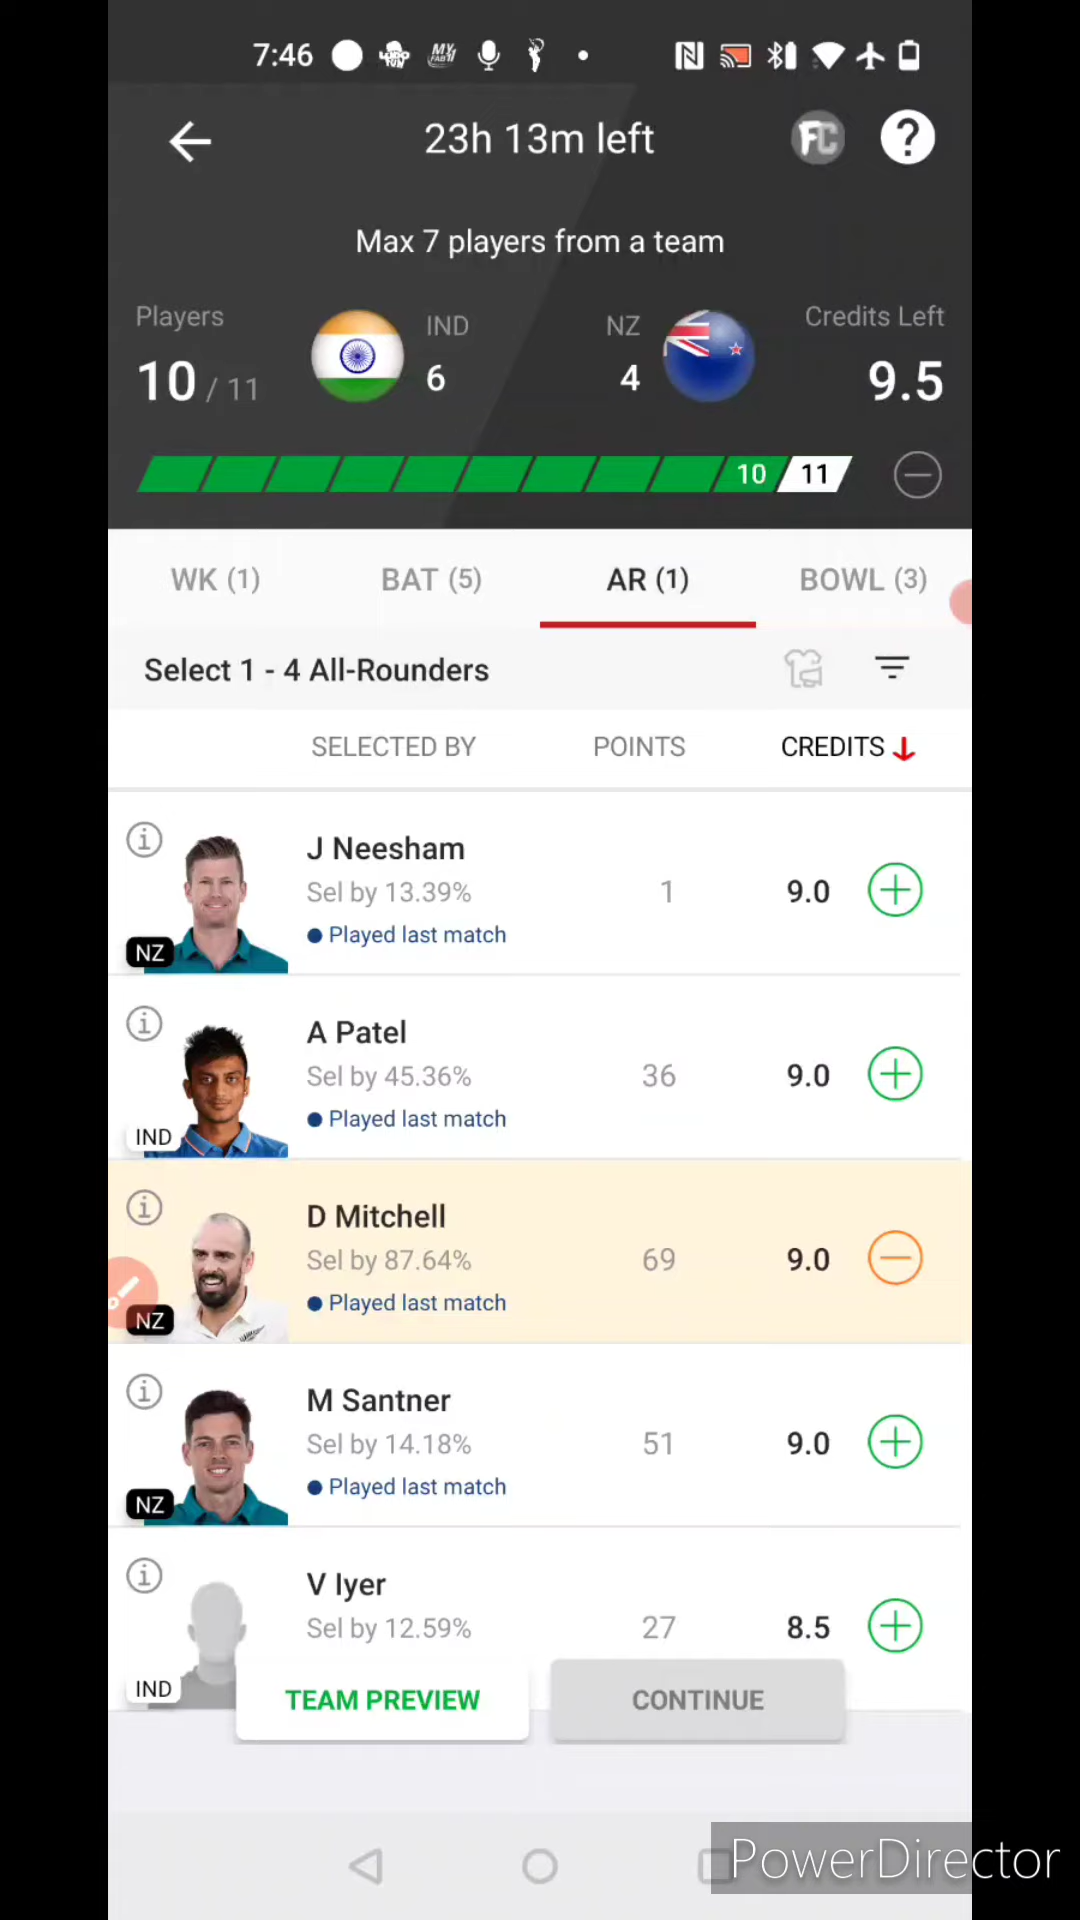 7:46
23h 13m left
FC
?
Max 7 players from a team
Players
10 / 11
IND
6
NZ
4
Credits Left
9.5
10 11
WK (1) BAT (5) AR (1) BOWL (3)
Select 1 - 4 All-Rounders
SELECTED BY POINTS CREDITS
J Neesham
Sel by 13.39% 1 9.0
Played last match
NZ
A Patel
Sel by 45.36% 36 9.0
Played last match
IND
D Mitchell
Sel by 87.64% 69 9.0
Played last match
NZ
M Santner
Sel by 14.18% 51 9.0
Played last match
NZ
V Iyer
Sel by 12.59% 27 8.5
IND
TEAM PREVIEW CONTINUE
PowerDirector